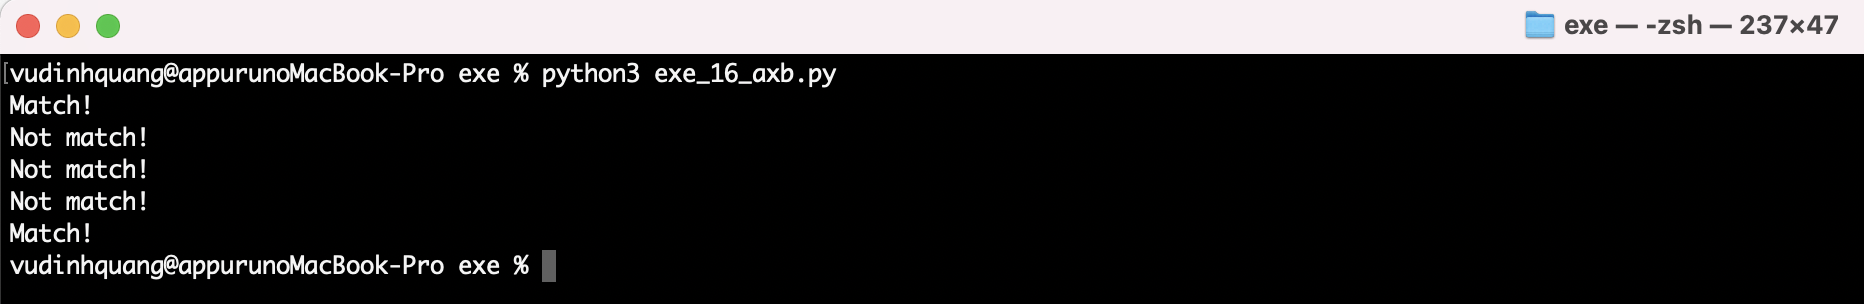 exe — -zsh — 237×47
[vudinhquang@appurunoMacBook-Pro exe % python3 exe_16_axb.py
Match!
Not match!
Not match!
Not match!
Match!
vudinhquang@appurunoMacBook-Pro exe %